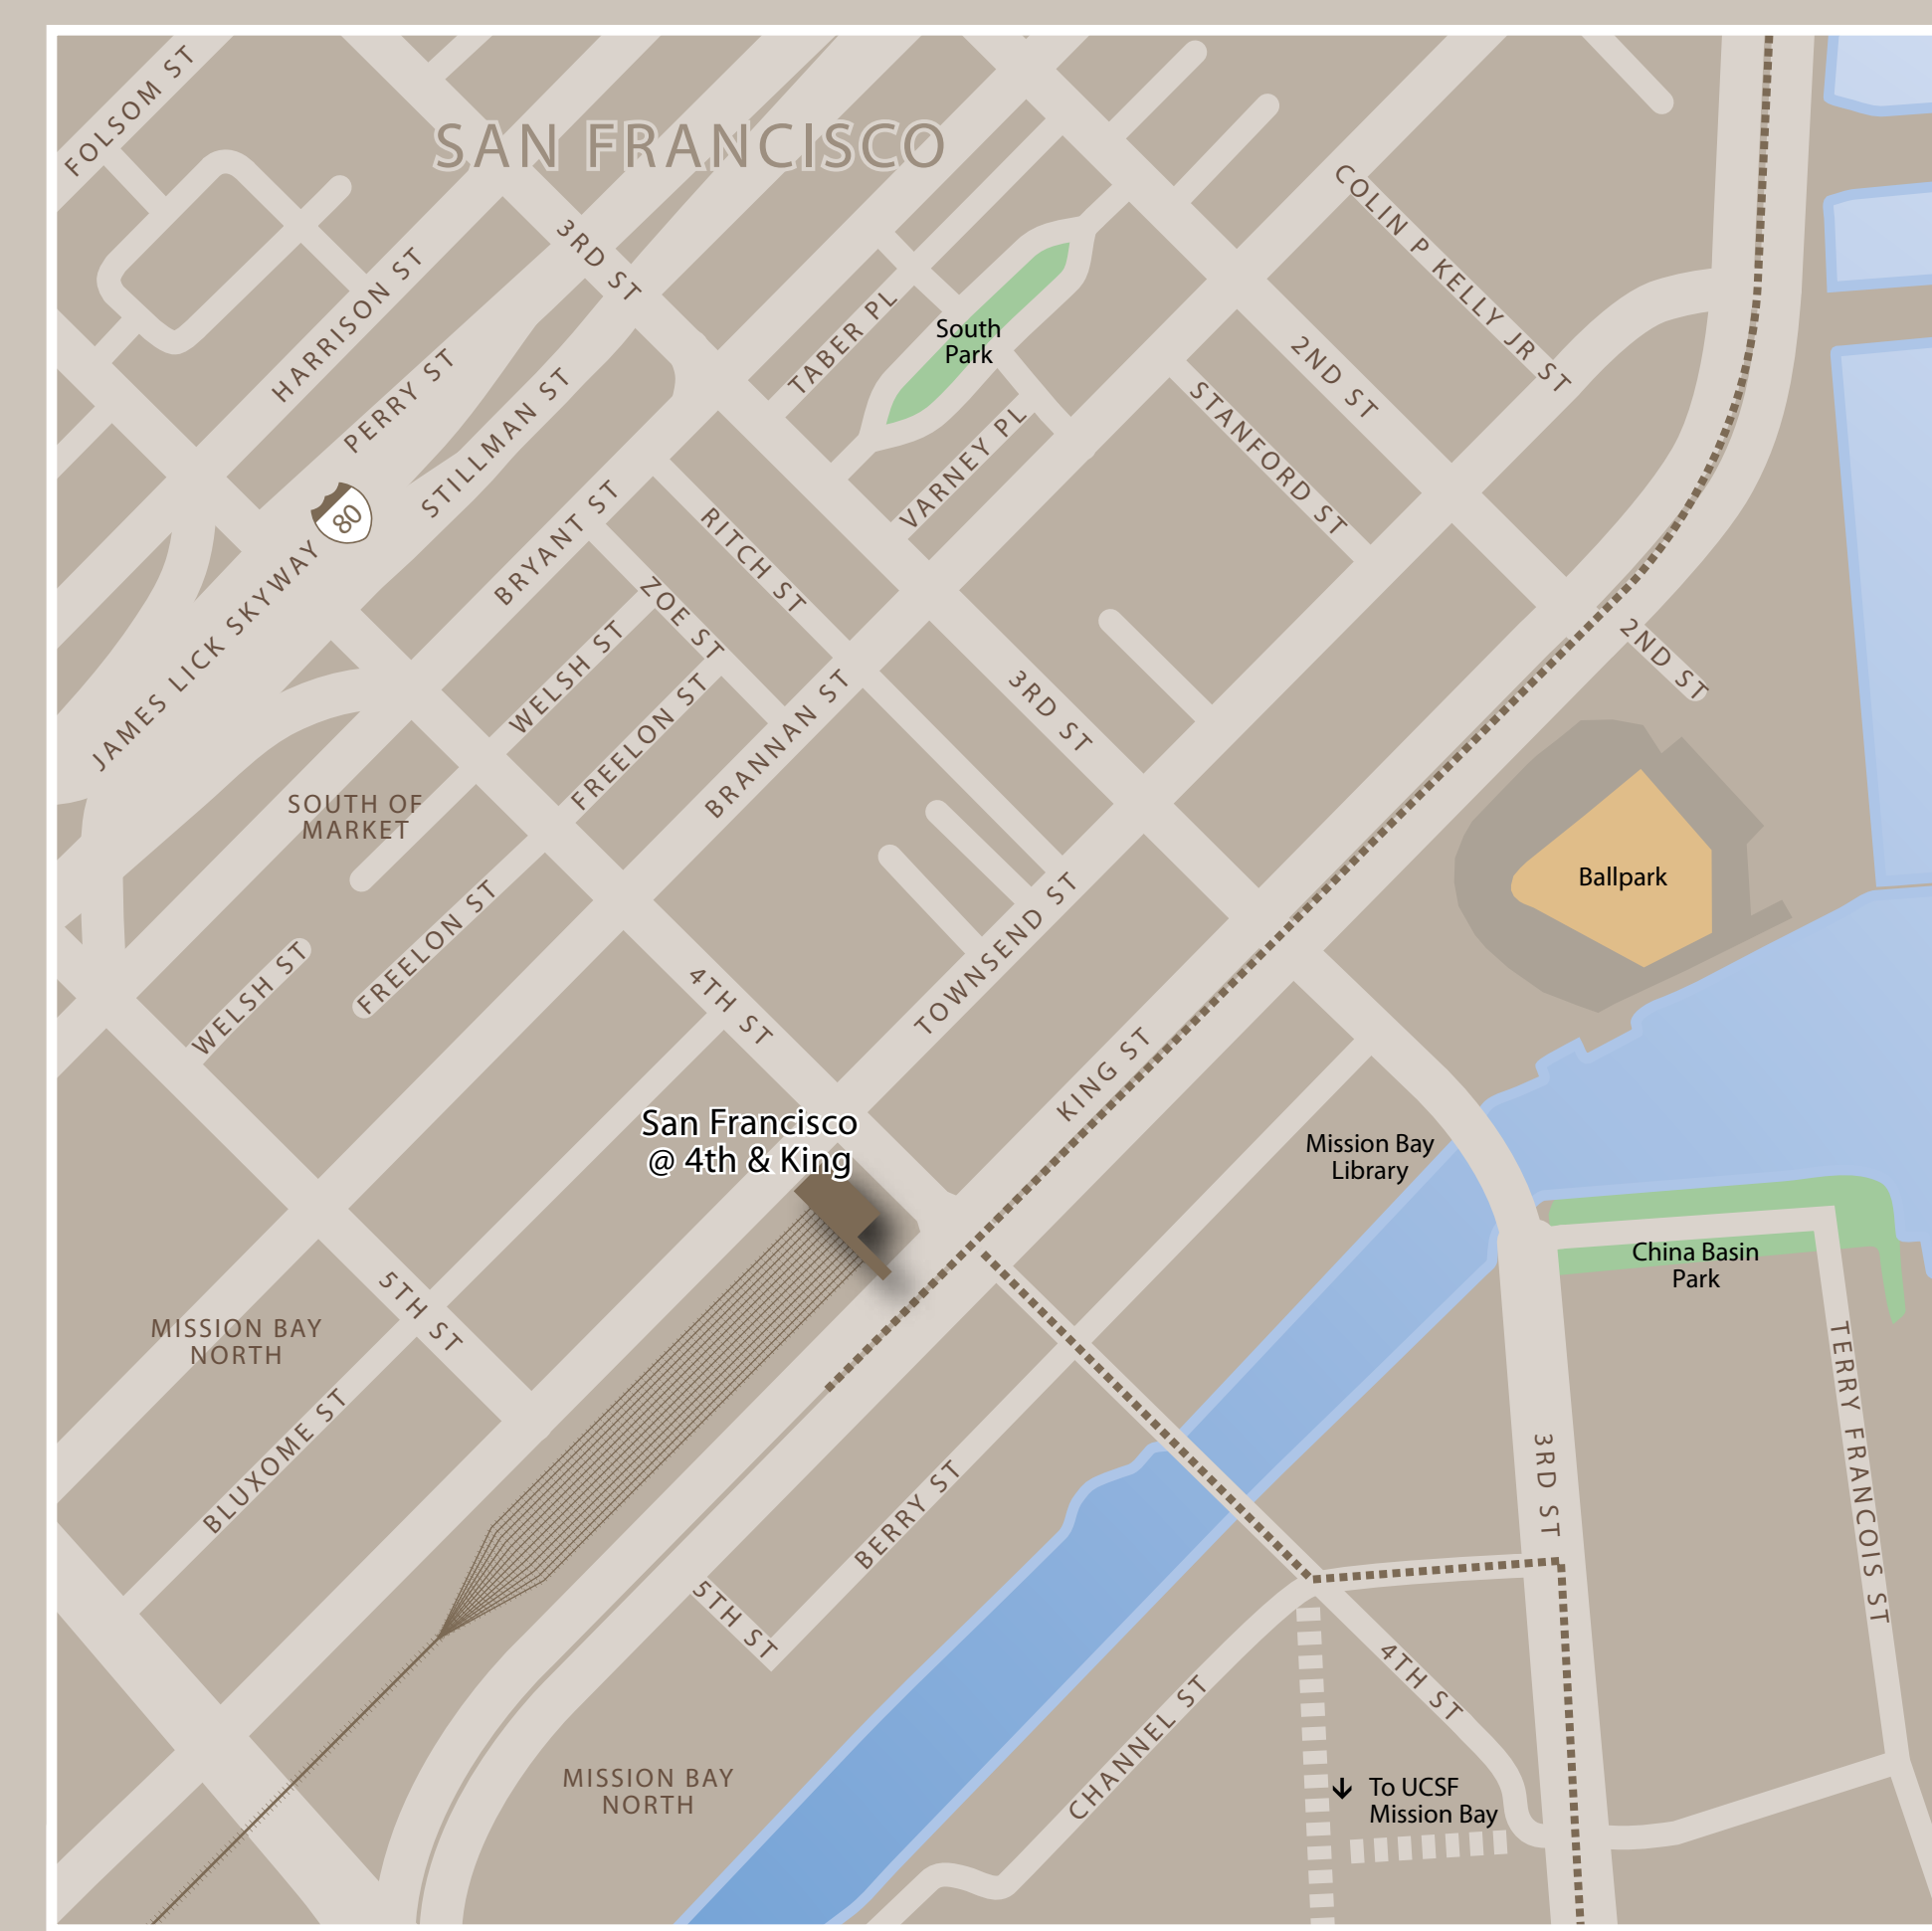 FOLSOM ST
SAN FRANCISCO
COLIN P KELLY JR ST
3RD ST
HARRISON ST
TABER PL
South
Park
2ND ST
PERRY ST
STILLMAN ST
STANFORD ST
VARNEY PL
80
BRYANT ST
RITCH ST
JAMES LICK SKYWAY
ZOE ST
WELSH ST
2ND ST
FREELON ST
BRANNAN ST
3RD ST
SOUTH OF
MARKET
Ballpark
FREELON ST
WELSH ST
4TH ST
TOWNSEND ST
KING ST
San Francisco
@ 4th & King
Mission Bay
Library
China Basin
Park
5TH ST
MISSION BAY
NORTH
BLUXOME ST
TERRY FRANCOIS ST
3RD ST
BERRY ST
5TH ST
4TH ST
CHANNEL ST
MISSION BAY
NORTH
To UCSF
Mission Bay